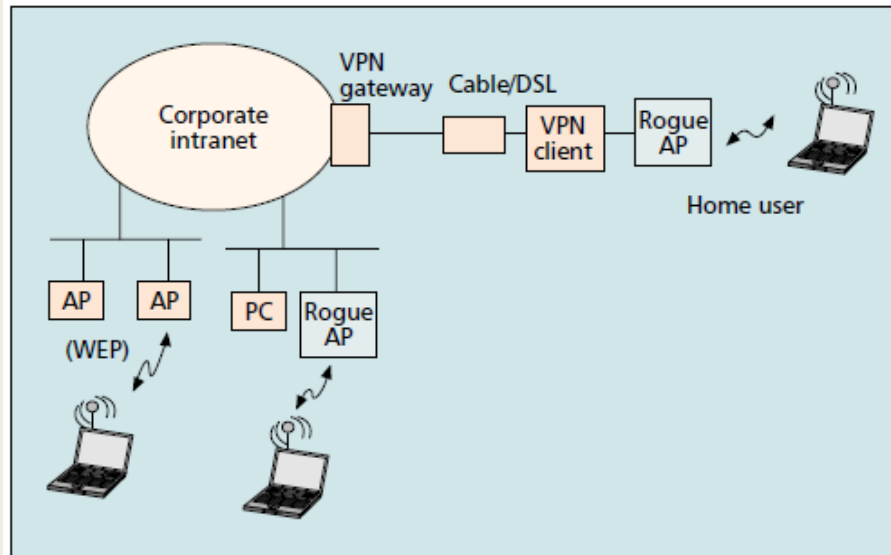 VPN
gateway
Cable/DSL
Corporate
intranet
VPN
client
Rogue
AP
Home user
AP
AP
PC
Rogue
AP
(WEP)